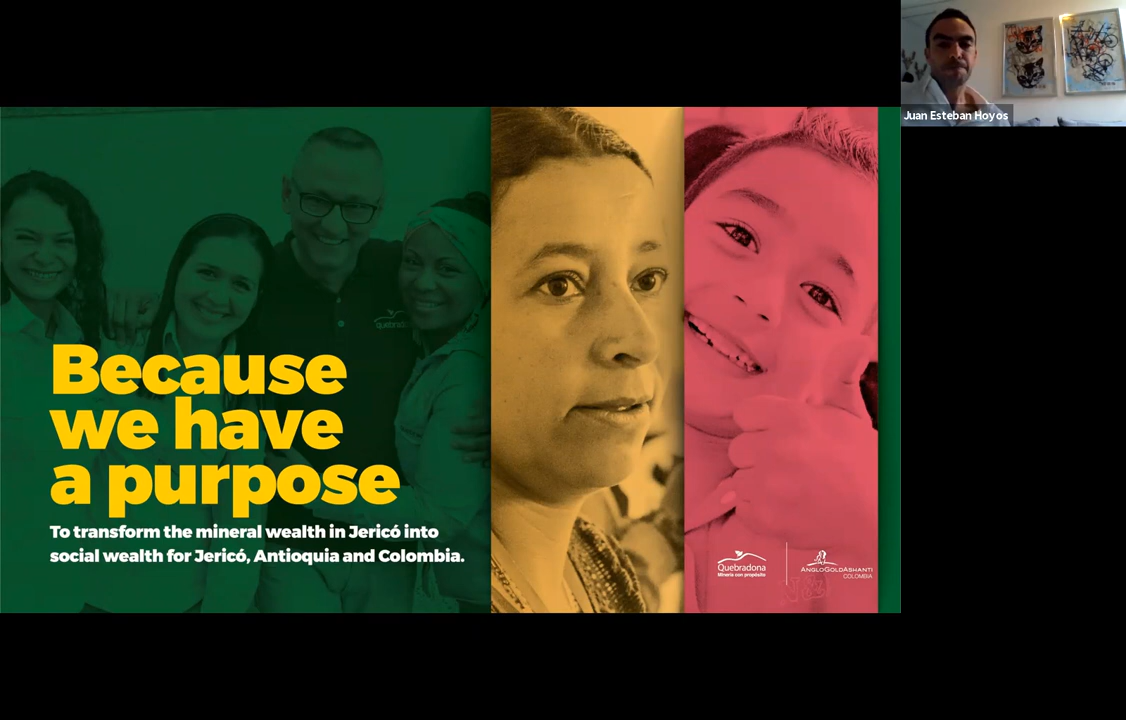 Juan Esteban Hoyos
quebrad
Because
we have
a purpose
To transform the mineral wealth in Jericó into
social wealth for Jericó, Antioquia and Colombia.
Quebradona
Minería con propósito
ANGLOGOLDASHANTI
COLOMBIA